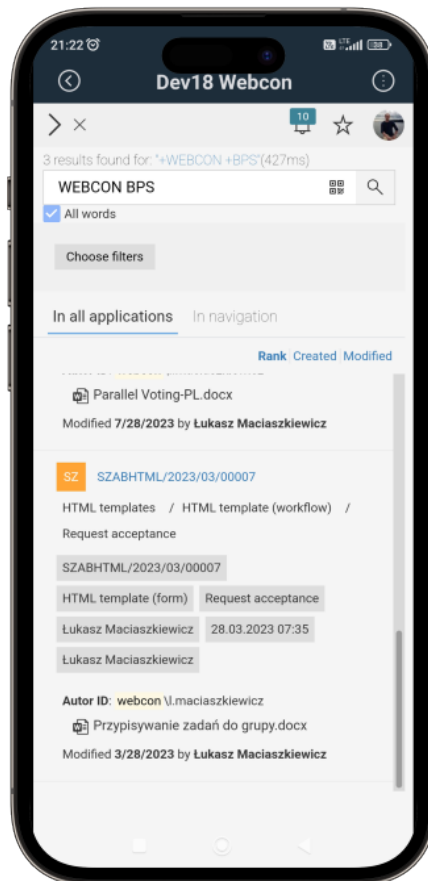 21:22
38
Dev18 Webcon
10
3 results found for: "+WEBCON +BPS"(427ms)
WEBCON BPS
All words
Choose filters
In all applications In navigation
Rank Created Modified
Parallel Voting-PL.docx
Modified 7/28/2023 by Łukasz Maciaszkiewicz
SZ SZABHTML/2023/03/00007
HTML templates / HTML template (workflow) /
Request acceptance
SZABHTML/2023/03/00007
HTML template (form) Request acceptance
Łukasz Maciaszkiewicz 28.03.2023 07:35
Łukasz Maciaszkiewicz
Autor ID: webcon \l.maciaszkiewicz
Przypisywanie zadań do grupy.docx
Modified 3/28/2023 by Łukasz Maciaszkiewicz